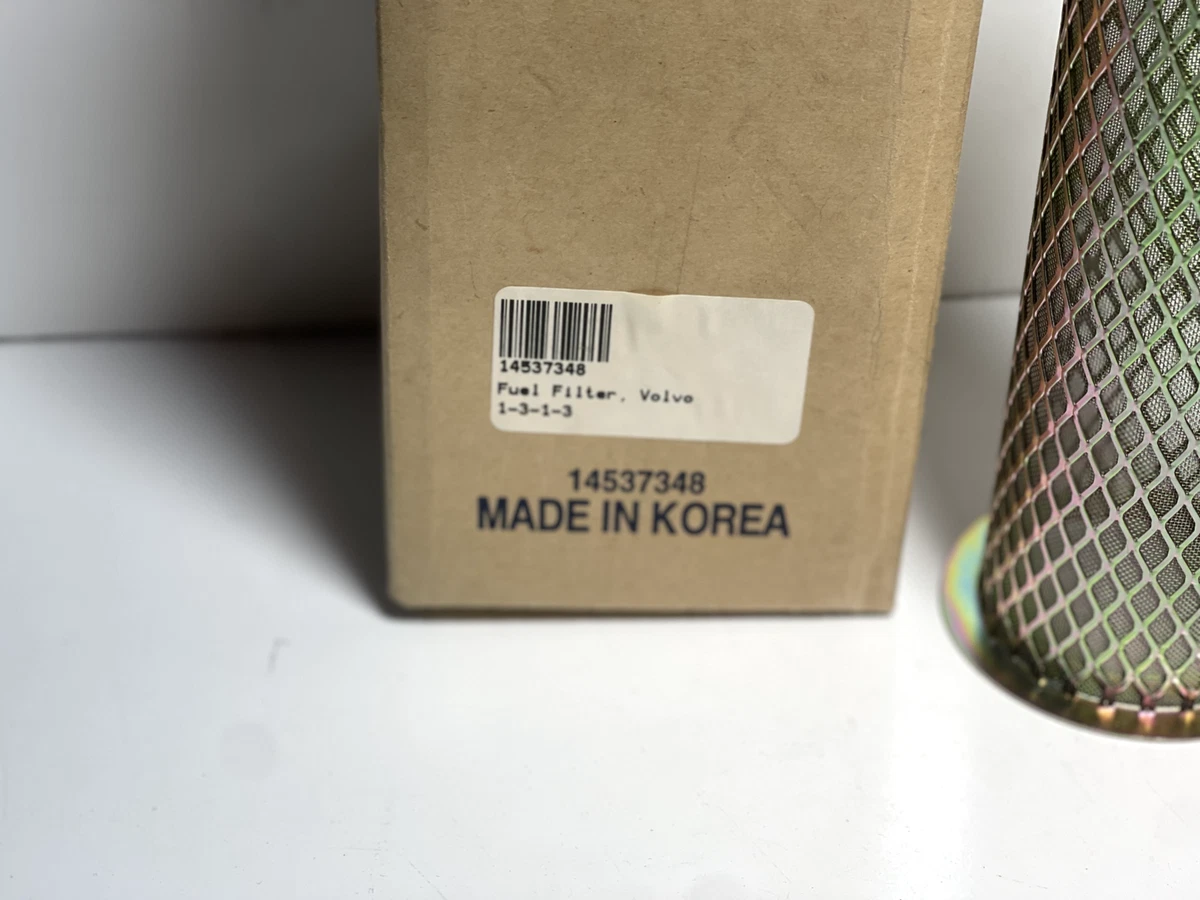 14537348
Fuel Filter, Volvo
1-3-1-3
14537348
MADE IN KOREA